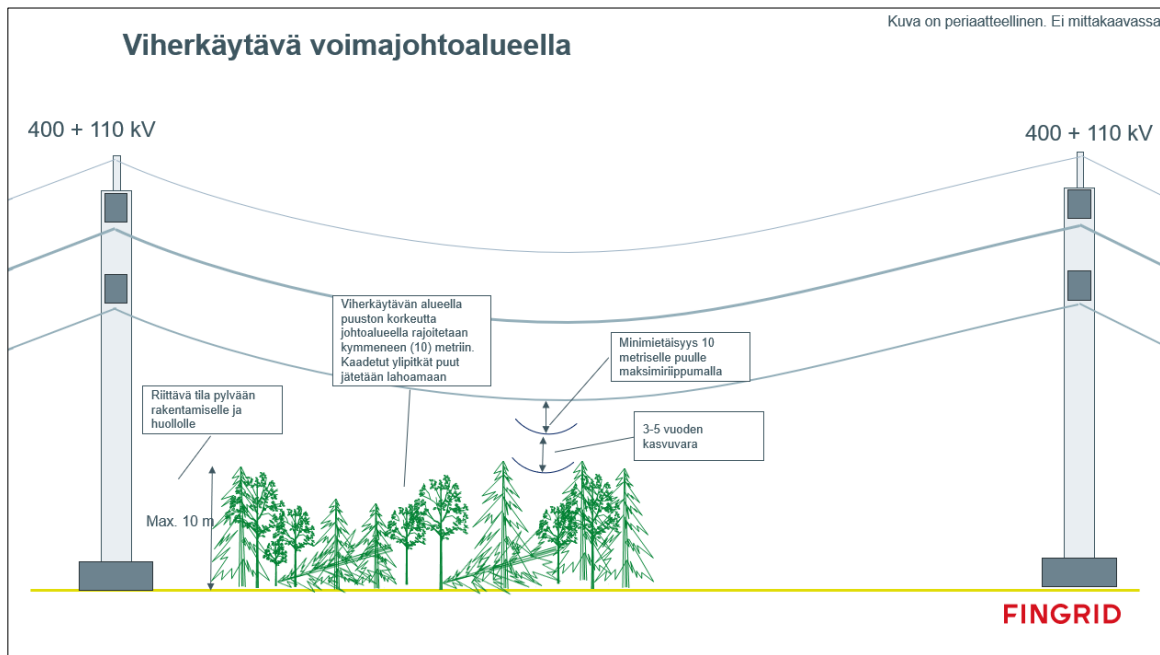 Kuva on periaatteellinen. Ei mittakaavassa
Viherkäytävä voimajohtoalueella
400 + 110 kV
400 + 110 kV
Viherkäytävän alueella
puuston korkeutta
johtoalueella rajoitetaan
kymmeneen (10) metriin.
Kaadetut ylipitkät puut
jätetään lahoamaan
Minimietäisyys 10
metriselle puulle
maksimiriippumalla
Riittävä tila pylvään
rakentamiselle ja
huollolle
3-5 vuoden
kasvuvara
Max. 10 m
FINGRID